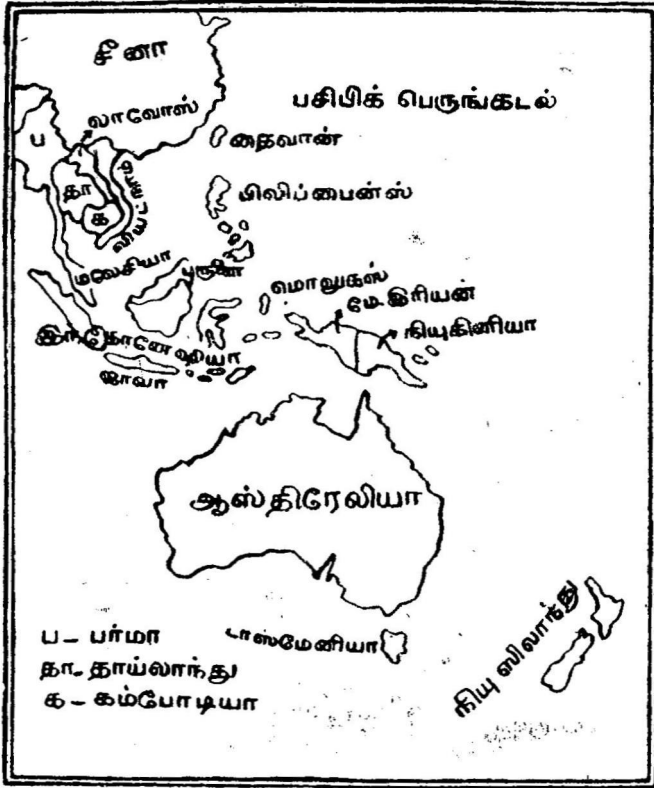 சீனா
பசிபிக் பெருங்கடல்
லாவோஸ்
ப
தைவான்
தா
க
வியட்நாம்
பிலிப்பைன்ஸ்
மலேசியா
புருனை
மொலுகஸ்
மே.இரியன்
நியுகினியா
இந்தோனேஷியா
ஜாவா
ஆஸ்திரேலியா
ப - பர்மா
டாஸ்மேனியா
தா - தாய்லாந்து
க - கம்போடியா
நியுஸிலாந்து